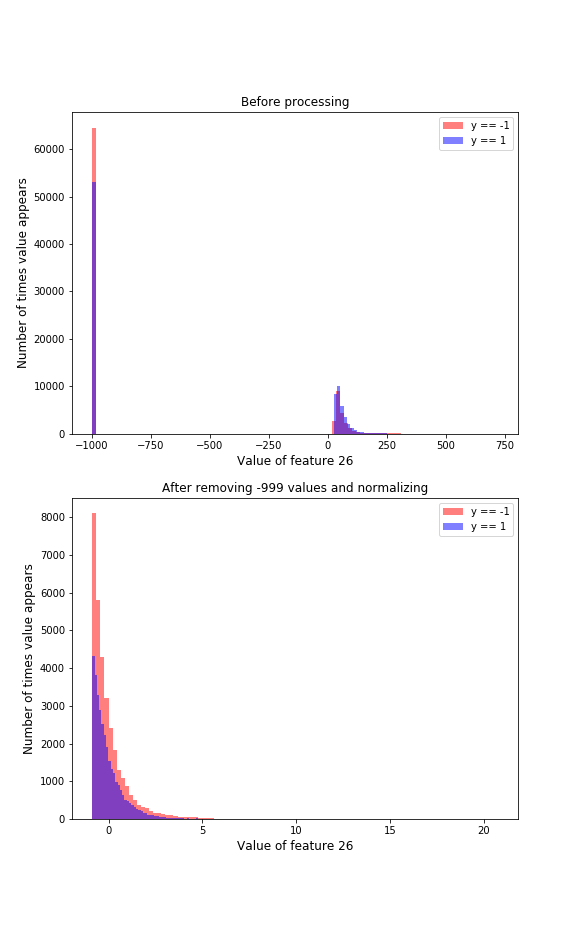 Before processing
y == -1
y == 1
60000
50000
40000
30000
20000
10000
0
Number of times value appears
−1000 −750 −500 −250 0 250 500 750
Value of feature 26
After removing -999 values and normalizing
y == -1
y == 1
8000
7000
6000
5000
4000
3000
2000
1000
0
Number of times value appears
0 5 10 15 20
Value of feature 26